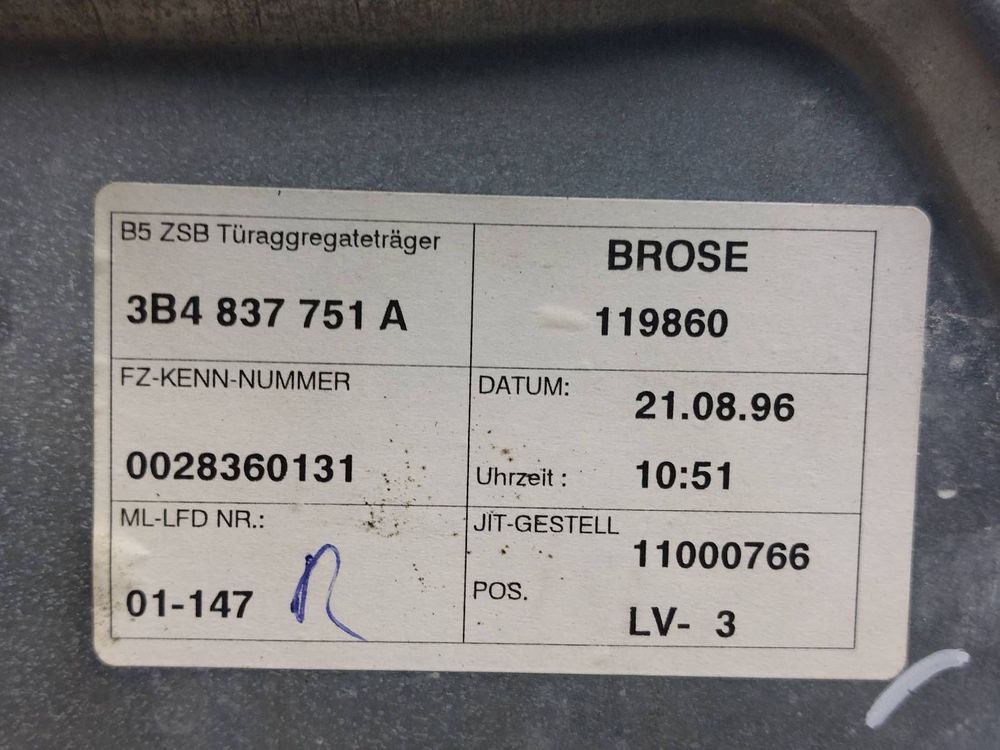 B5 ZSB Türaggregateträger
3B4 837 751 A
BROSE
119860
FZ-KENN-NUMMER
0028360131
DATUM: 21.08.96
Uhrzeit : 10:51
ML-LFD NR.:
01-147
JIT-GESTELL
11000766
POS.
LV- 3